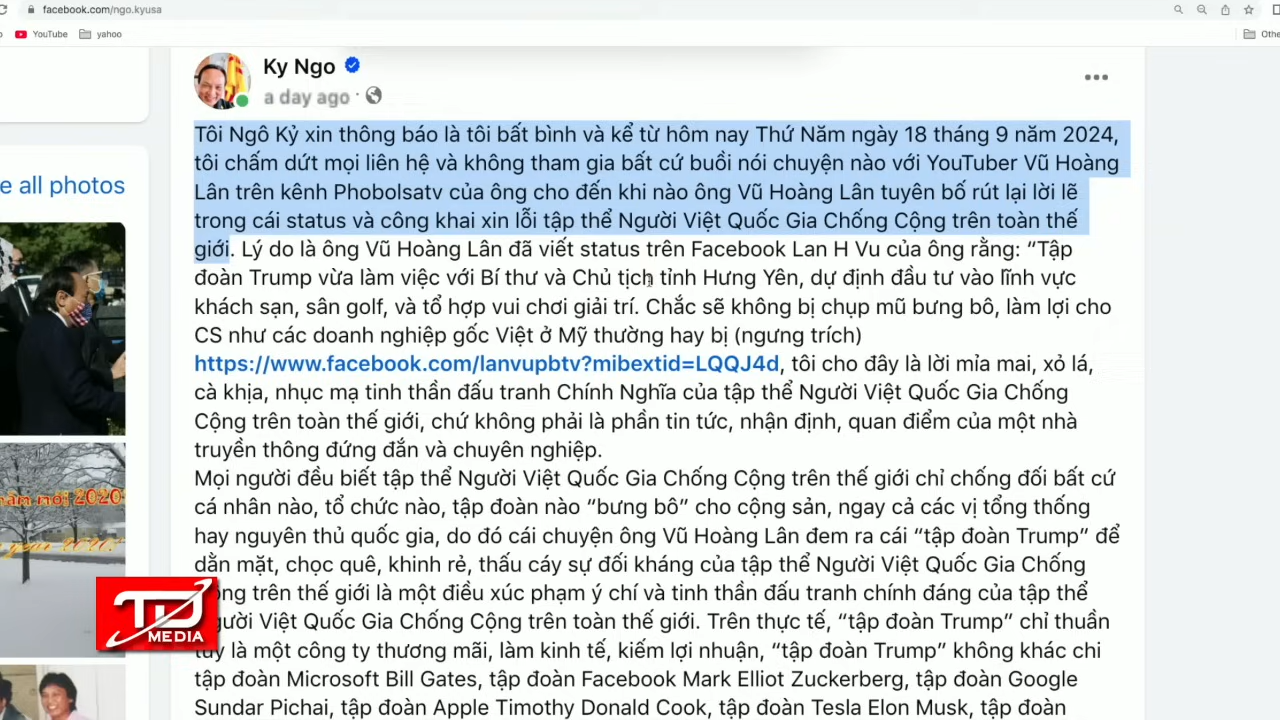 facebook.com/ngo.kyusa
YouTube
yahoo
Ky Ngo
a day ago ·
Tôi Ngô Kỷ xin thông báo là tôi bất bình và kể từ hôm nay Thứ Năm ngày 18 tháng 9 năm 2024,
tôi chấm dứt mọi liên hệ và không tham gia bất cứ buổi nói chuyện nào với YouTuber Vũ Hoàng
Lân trên kênh Phobolsatv của ông cho đến khi nào ông Vũ Hoàng Lân tuyên bố rút lại lời lẽ
trong cái status và công khai xin lỗi tập thể Người Việt Quốc Gia Chống Cộng trên toàn thế
giới. Lý do là ông Vũ Hoàng Lân đã viết status trên Facebook Lan H Vu của ông rằng: “Tập
đoàn Trump vừa làm việc với Bí thư và Chủ tịch tỉnh Hưng Yên, dự định đầu tư vào lĩnh vực
khách sạn, sân golf, và tổ hợp vui chơi giải trí. Chắc sẽ không bị chụp mũ bưng bô, làm lợi cho
CS như các doanh nghiệp gốc Việt ở Mỹ thường hay bị (ngưng trích)
https://www.facebook.com/lanvupbtv?mibextid=LQQJ4d, tôi cho đây là lời mỉa mai, xỏ lá,
cà khịa, nhục mạ tinh thần đấu tranh Chính Nghĩa của tập thể Người Việt Quốc Gia Chống
Cộng trên toàn thế giới, chứ không phải là phần tin tức, nhận định, quan điểm của một nhà
truyền thông đứng đắn và chuyên nghiệp.
Mọi người đều biết tập thể Người Việt Quốc Gia Chống Cộng trên thế giới chỉ chống đối bất cứ
cá nhân nào, tổ chức nào, tập đoàn nào “bưng bô” cho cộng sản, ngay cả các vị tổng thống
hay nguyên thủ quốc gia, do đó cái chuyện ông Vũ Hoàng Lân đem ra cái “tập đoàn Trump” để
dằn mặt, chọc quê, khinh rẻ, thấu cáy sự đối kháng của tập thể Người Việt Quốc Gia Chống
ộng trên thế giới là một điều xúc phạm ý chí và tinh thần đấu tranh chính đáng của tập thể
gười Việt Quốc Gia Chống Cộng trên toàn thế giới. Trên thực tế, “tập đoàn Trump” chỉ thuần
túy là một công ty thương mãi, làm kinh tế, kiếm lợi nhuận, “tập đoàn Trump” không khác chi
tập đoàn Microsoft Bill Gates, tập đoàn Facebook Mark Elliot Zuckerberg, tập đoàn Google
Sundar Pichai, tập đoàn Apple Timothy Donald Cook, tập đoàn Tesla Elon Musk, tập đoàn
e all photos
năm mới 2020
year 2020
TD
MEDIA